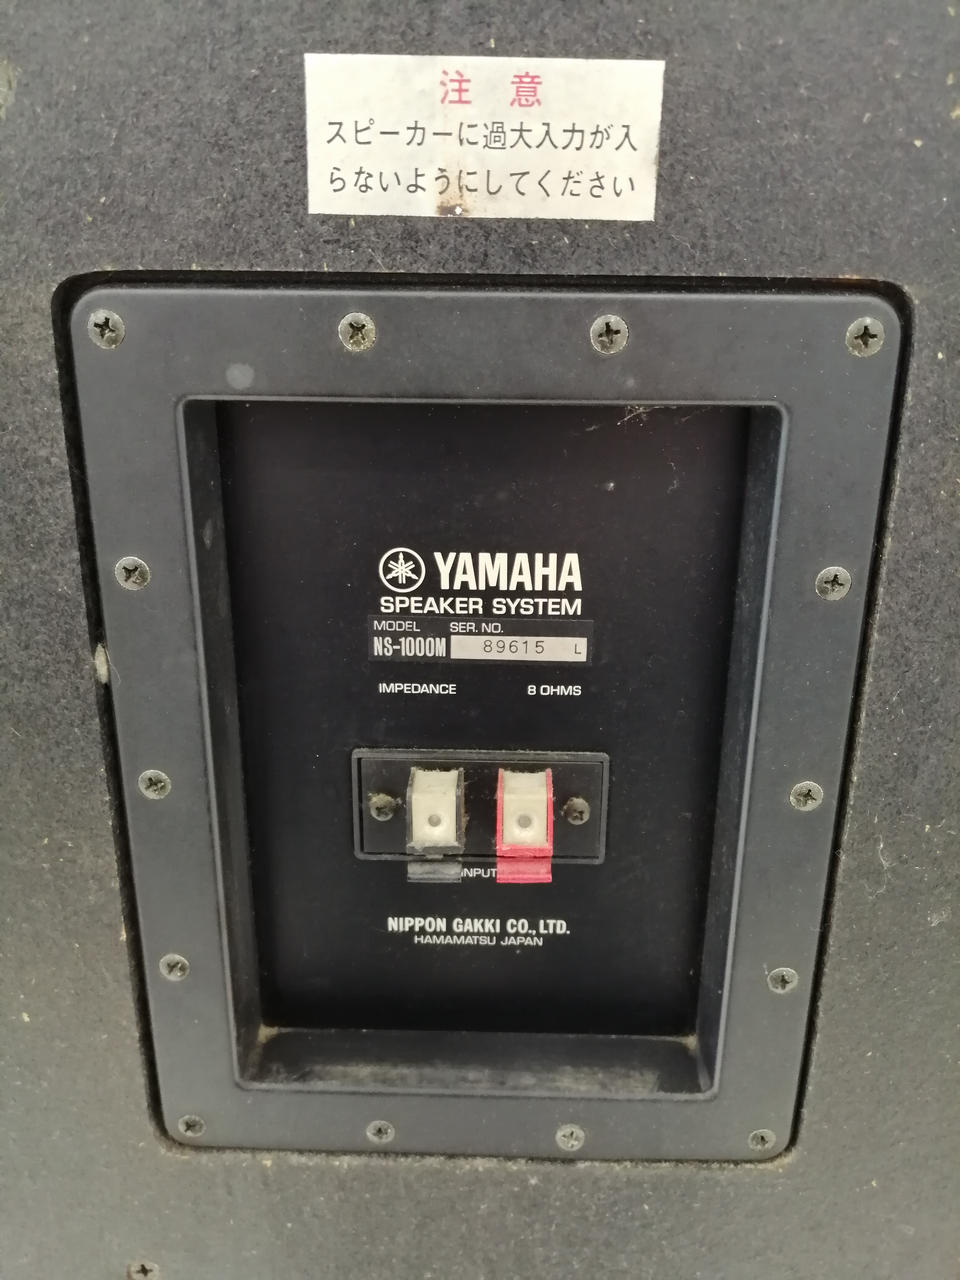 注 意
スピーカーに過大入力が入
らないようにしてください
YAMAHA
SPEAKER SYSTEM
MODEL SER. NO.
NS-1000M 89615 L
IMPEDANCE 8 OHMS
INPUT
NIPPON GAKKI CO., LTD.
HAMAMATSU JAPAN